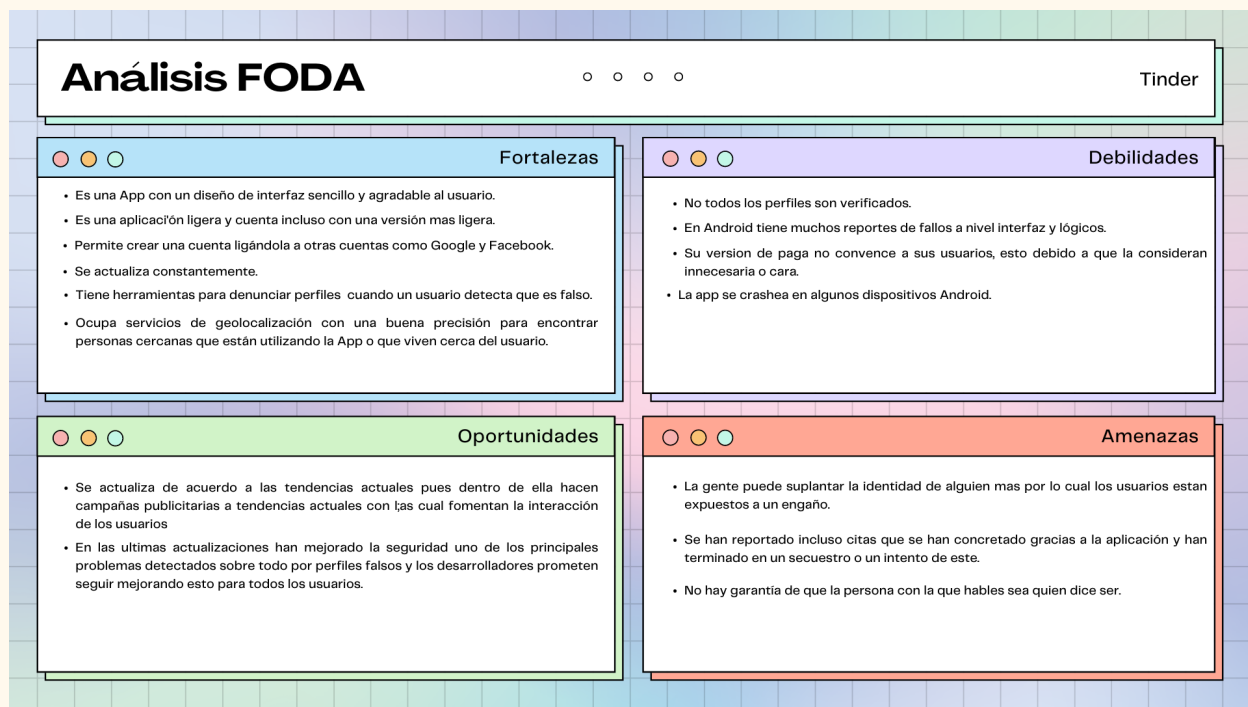 Análisis FODA
Tinder
Fortalezas
• Es una App con un diseño de interfaz sencillo y agradable al usuario.
• Es una aplicaci'ón ligera y cuenta incluso con una versión mas ligera.
• Permite crear una cuenta ligándola a otras cuentas como Google y Facebook.
• Se actualiza constantemente.
• Tiene herramientas para denunciar perfiles cuando un usuario detecta que es falso.
• Ocupa servicios de geolocalización con una buena precisión para encontrar
personas cercanas que están utilizando la App o que viven cerca del usuario.
Debilidades
• No todos los perfiles son verificados.
• En Android tiene muchos reportes de fallos a nivel interfaz y lógicos.
• Su version de paga no convence a sus usuarios, esto debido a que la consideran
innecesaria o cara.
• La app se crashea en algunos dispositivos Android.
Oportunidades
• Se actualiza de acuerdo a las tendencias actuales pues dentro de ella hacen
campañas publicitarias a tendencias actuales con l;as cual fomentan la interacción
de los usuarios
• En las ultimas actualizaciones han mejorado la seguridad uno de los principales
problemas detectados sobre todo por perfiles falsos y los desarrolladores prometen
seguir mejorando esto para todos los usuarios.
Amenazas
• La gente puede suplantar la identidad de alguien mas por lo cual los usuarios estan
expuestos a un engaño.
• Se han reportado incluso citas que se han concretado gracias a la aplicación y han
terminado en un secuestro o un intento de este.
• No hay garantía de que la persona con la que hables sea quien dice ser.